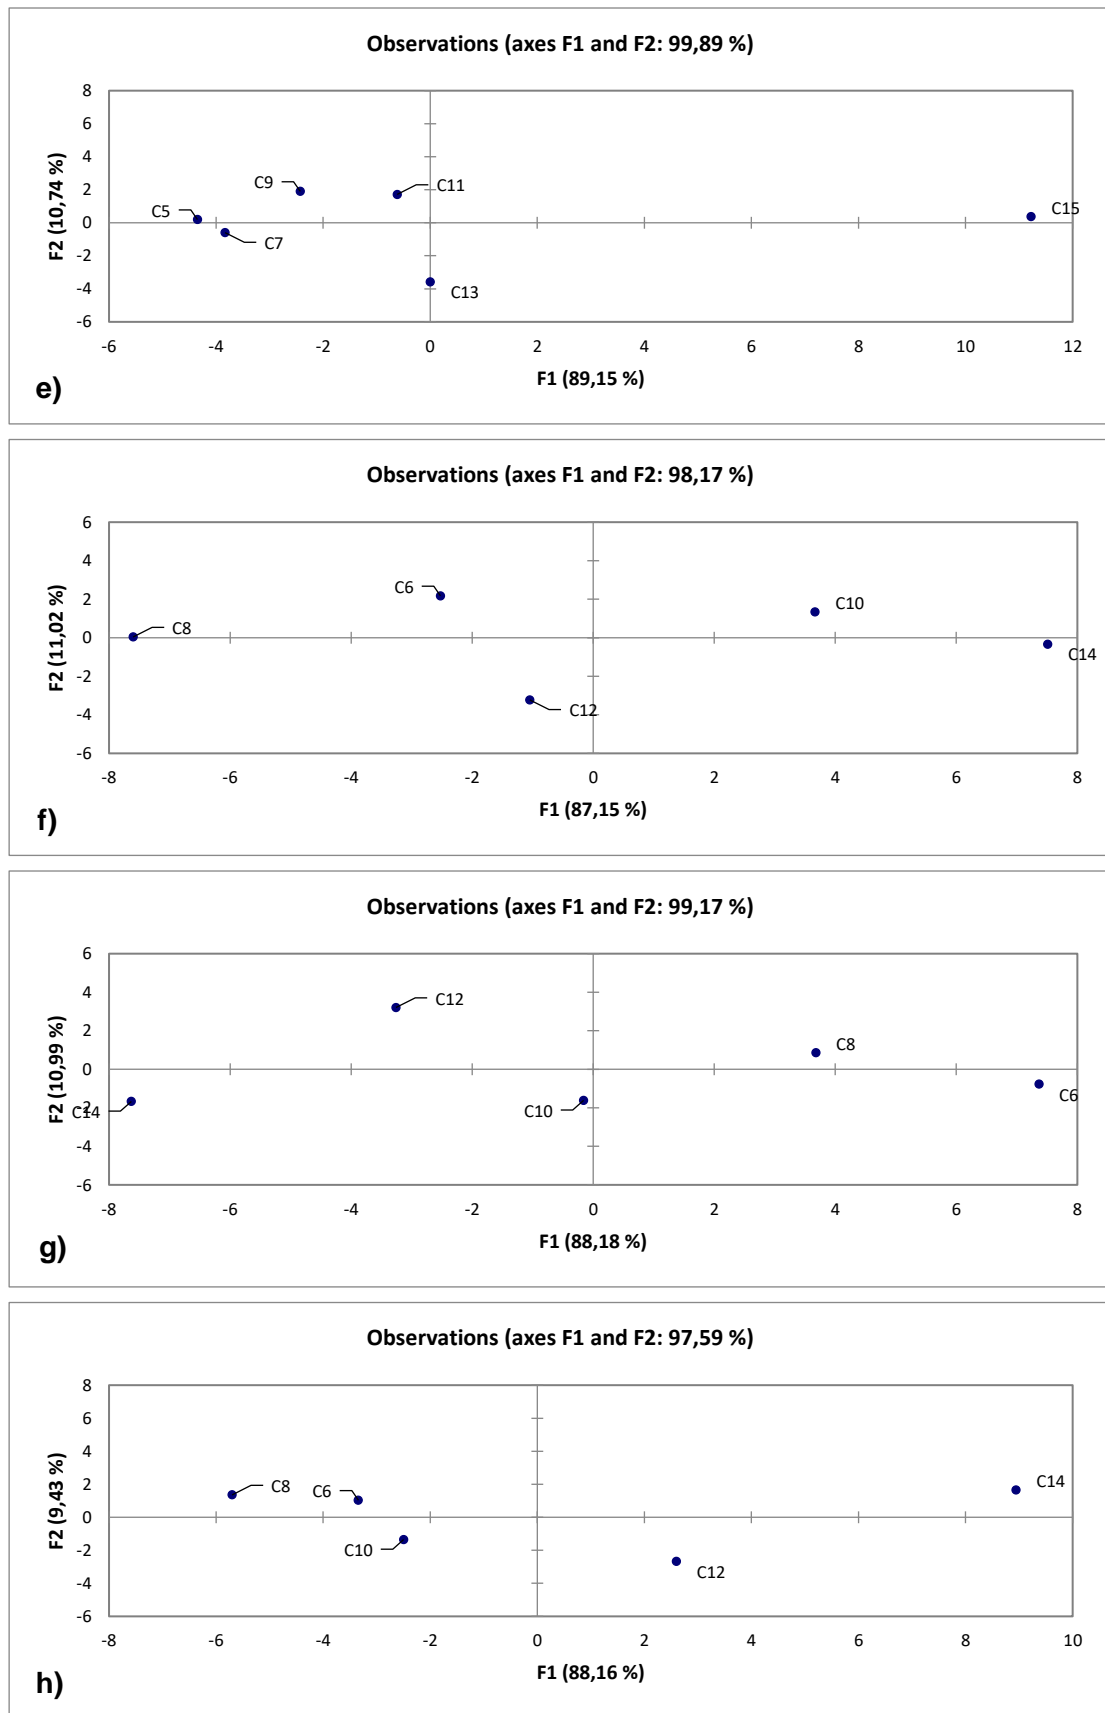 Observations (axes F1 and F2: 99,89 %)
8
6
4
2
0
-2
-4
-6
F2 (10,74 %)
C9
C11
C5
C7
C15
C13
-6 -4 -2 0 2 4 6 8 10 12
F1 (89,15 %)
e)
Observations (axes F1 and F2: 98,17 %)
6
4
2
0
-2
-4
-6
F2 (11,02 %)
C6
C10
C8
C14
C12
-8 -6 -4 -2 0 2 4 6 8
F1 (87,15 %)
f)
Observations (axes F1 and F2: 99,17 %)
6
4
2
0
-2
-4
-6
F2 (10,99 %)
C12
C8
C6
C14
C10
-8 -6 -4 -2 0 2 4 6 8
F1 (88,18 %)
g)
Observations (axes F1 and F2: 97,59 %)
8
6
4
2
0
-2
-4
-6
F2 (9,43 %)
C8
C6
C14
C10
C12
-8 -6 -4 -2 0 2 4 6 8 10
F1 (88,16 %)
h)